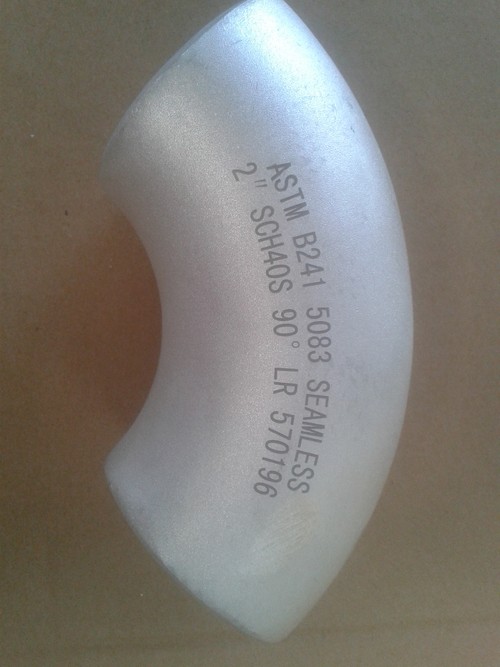 ASTM B241 5083 SEAMLESS
2" SCH40S 90° LR 570196